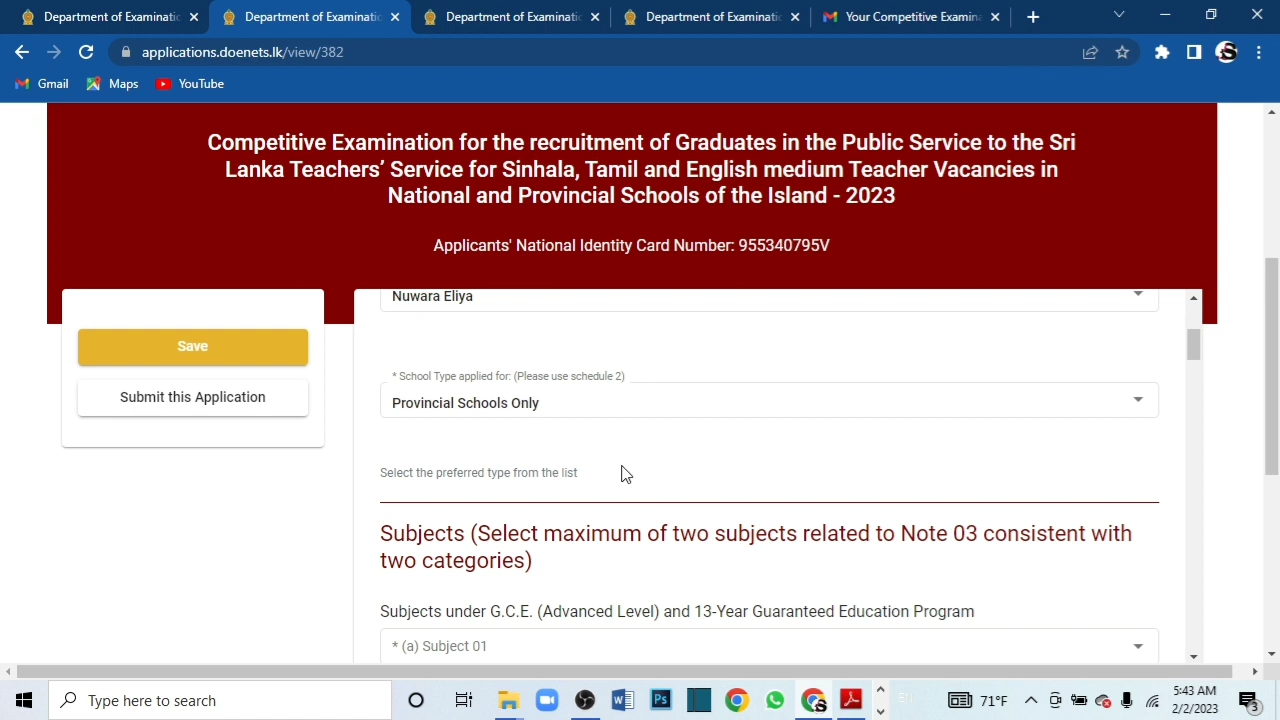 Department of Examinatic
Department of Examinatic
Department of Examinatic
Department of Examinatic
Your Competitive Examina
applications.doenets.lk/view/382
Gmail
Maps
YouTube
Competitive Examination for the recruitment of Graduates in the Public Service to the Sri
Lanka Teachers’ Service for Sinhala, Tamil and English medium Teacher Vacancies in
National and Provincial Schools of the Island - 2023
Applicants' National Identity Card Number: 955340795V
Save
Submit this Application
Nuwara Eliya
* School Type applied for: (Please use schedule 2)
Provincial Schools Only
Select the preferred type from the list
Subjects (Select maximum of two subjects related to Note 03 consistent with
two categories)
Subjects under G.C.E. (Advanced Level) and 13-Year Guaranteed Education Program
* (a) Subject 01
Type here to search
71°F
5:43 AM
2/2/2023
3